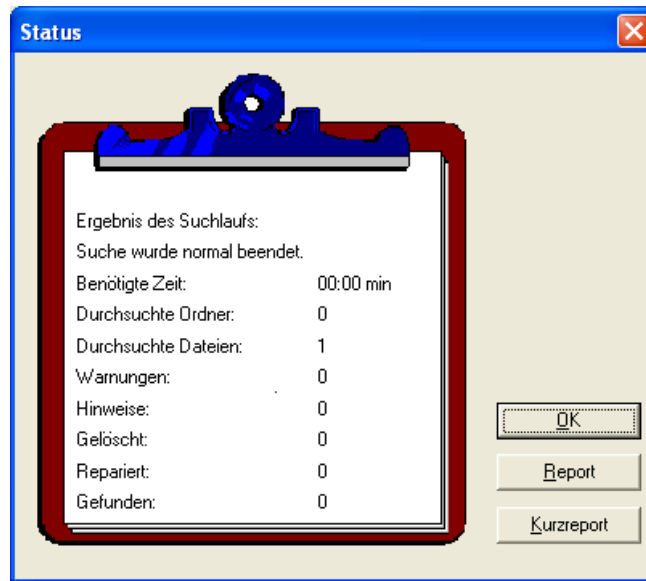 Status
Ergebnis des Suchlaufs:
Suche wurde normal beendet.
Benötigte Zeit: 00:00 min
Durchsuchte Ordner: 0
Durchsuchte Dateien: 1
Warnungen: 0
Hinweise: 0
Gelöscht: 0
Repariert: 0
Gefunden: 0
OK
Report
Kurzreport